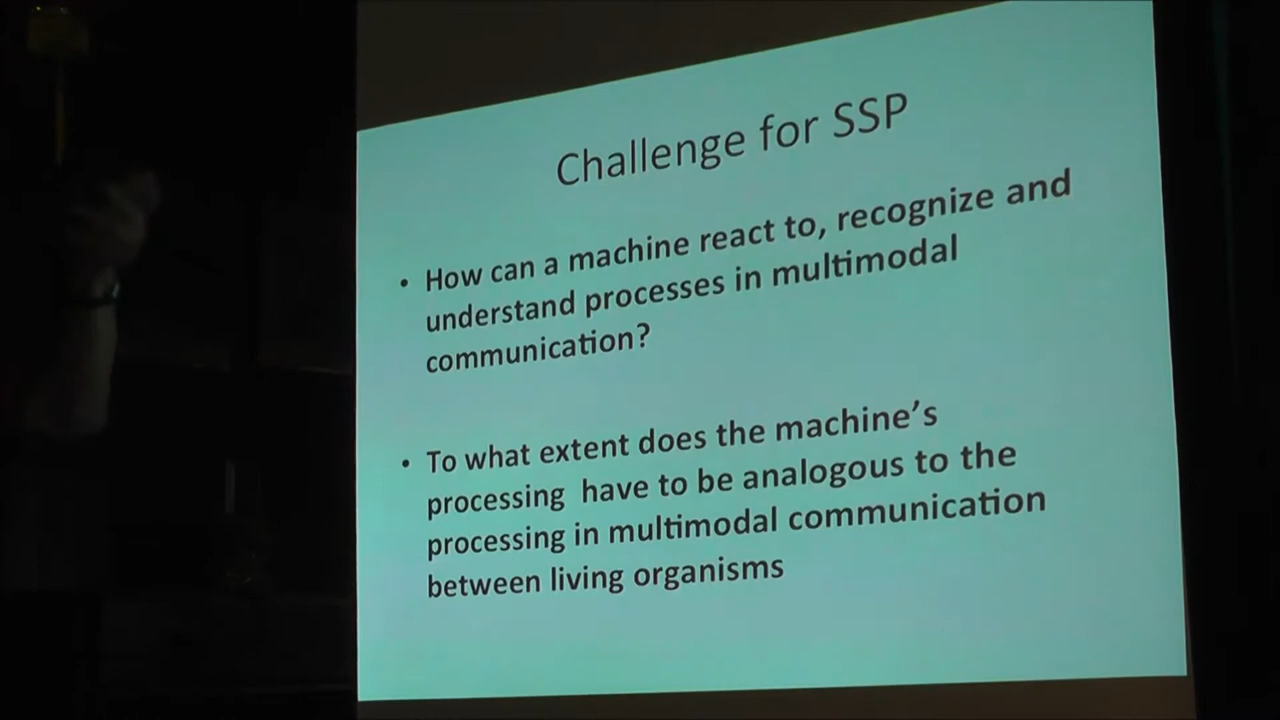 Challenge for SSP
• How can a machine react to, recognize and
understand processes in multimodal
communication?
• To what extent does the machine’s
processing  have to be analogous to the
processing in multimodal communication
between living organisms